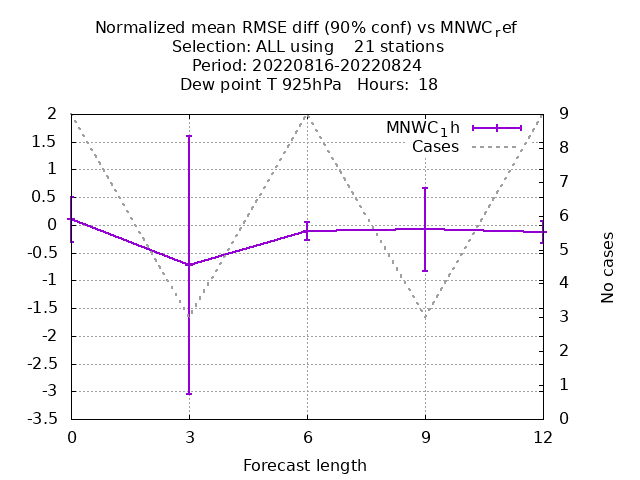 Normalized mean RMSE diff (90% conf) vs MNWCref
Selection: ALL using    21 stations
Period: 20220816-20220824
Dew point T 925hPa   Hours:  18
MNWC1h
Cases
2
1.5
1
0.5
0
-0.5
-1
-1.5
-2
-2.5
-3
-3.5
9
8
7
6
5
4
3
2
1
0
No cases
0 3 6 9 12
Forecast length